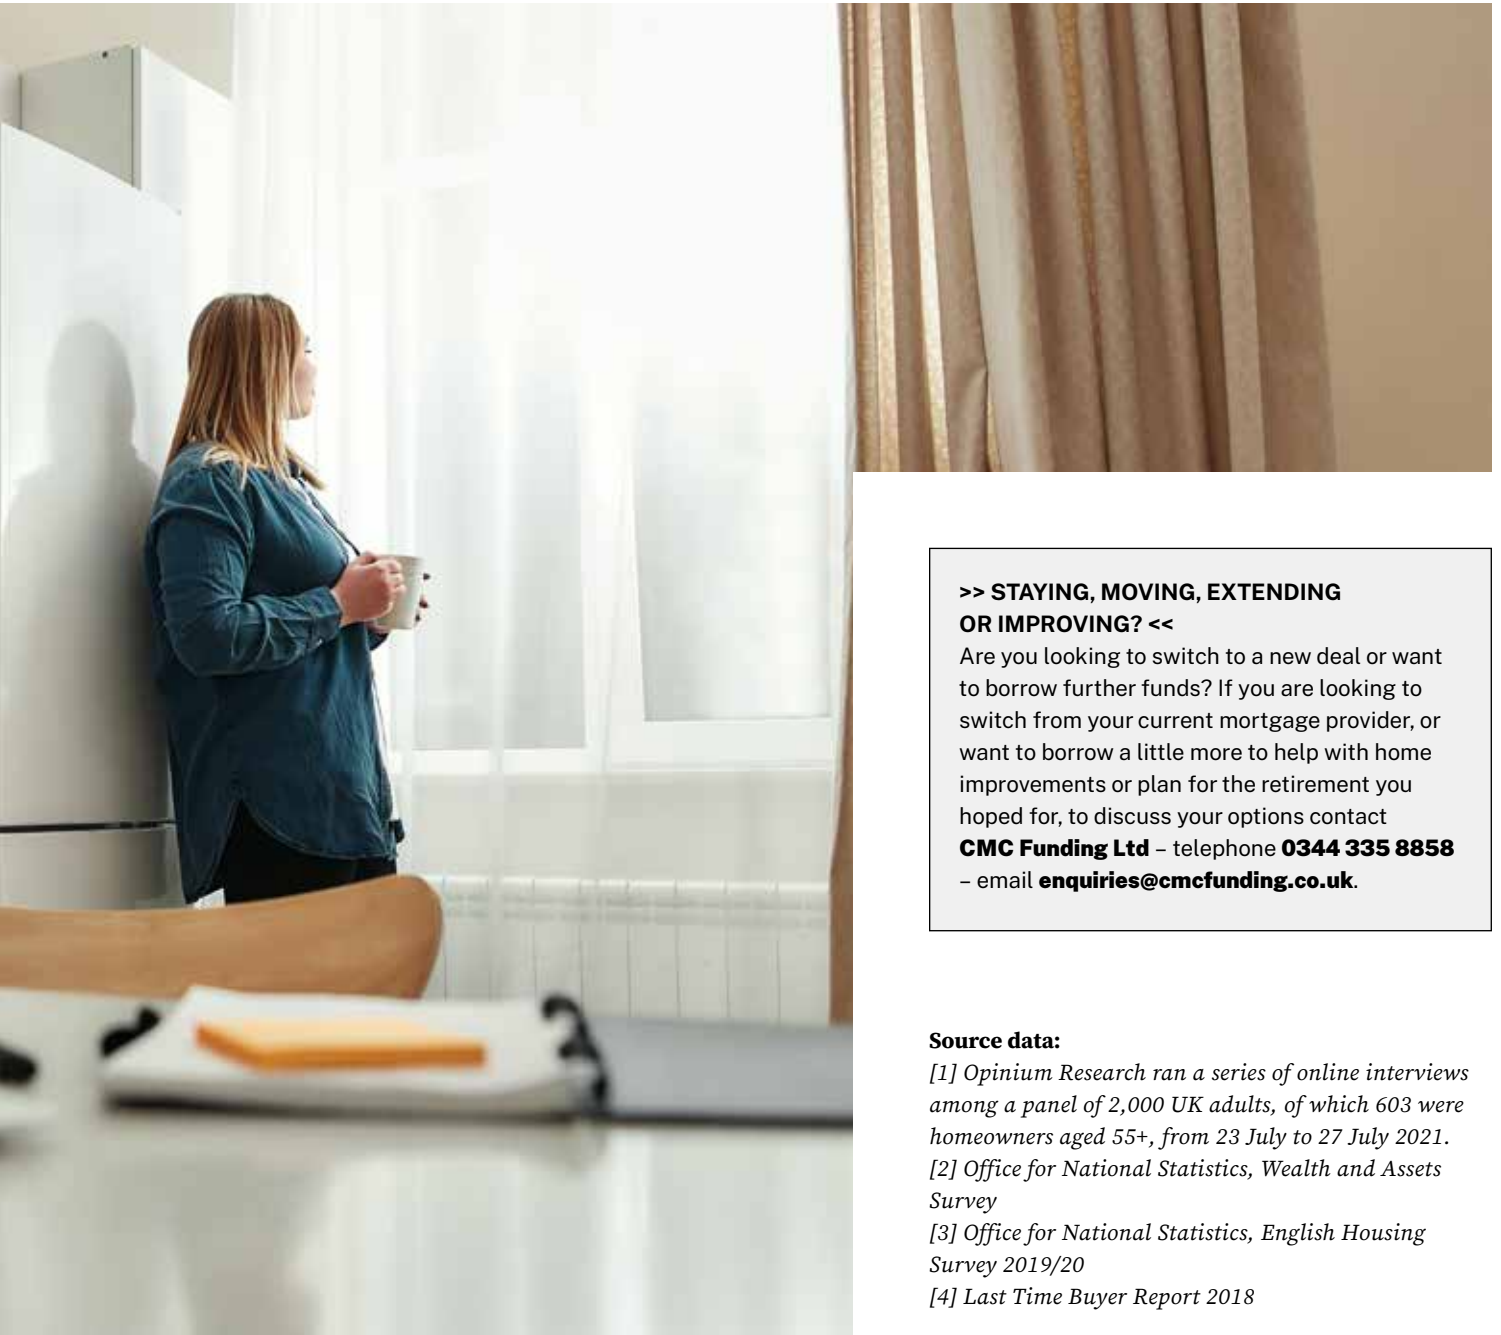 >> STAYING, MOVING, EXTENDING
OR IMPROVING? <<
Are you looking to switch to a new deal or want
to borrow further funds? If you are looking to
switch from your current mortgage provider, or
want to borrow a little more to help with home
improvements or plan for the retirement you
hoped for, to discuss your options contact
CMC Funding Ltd – telephone 0344 335 8858
– email enquiries@cmcfunding.co.uk.
Source data:
[1] Opinium Research ran a series of online interviews
among a panel of 2,000 UK adults, of which 603 were
homeowners aged 55+, from 23 July to 27 July 2021.
[2] Office for National Statistics, Wealth and Assets
Survey
[3] Office for National Statistics, English Housing
Survey 2019/20
[4] Last Time Buyer Report 2018